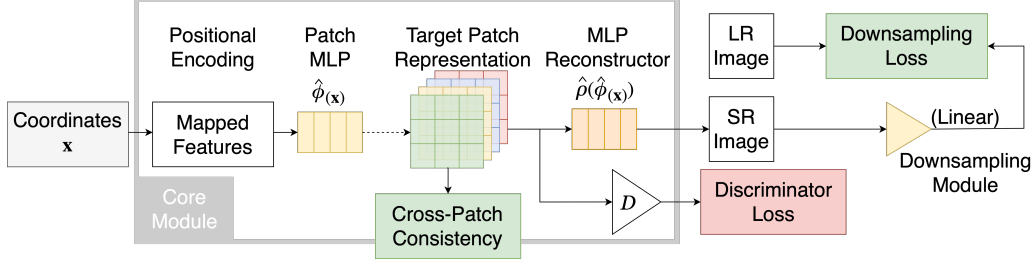 Positional
Encoding
Patch
MLP
Target Patch
Representation
MLP
Reconstructor
LR
Image
Downsampling
Loss
ϕ̂(x)
ρ̂(ϕ̂(x))
Coordinates
x
Mapped
Features
SR
Image
(Linear)
Downsampling
Module
Core
Module
Cross-Patch
Consistency
D
Discriminator
Loss